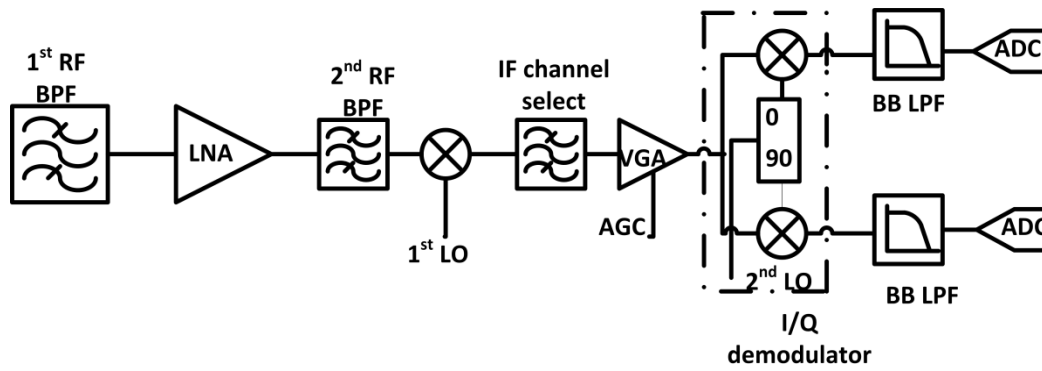 1st RF
BPF
LNA
2nd RF
BPF
1st LO
IF channel
select
VGA
AGC
0
90
2nd LO
I/Q
demodulator
BB LPF
ADC
BB LPF
ADC